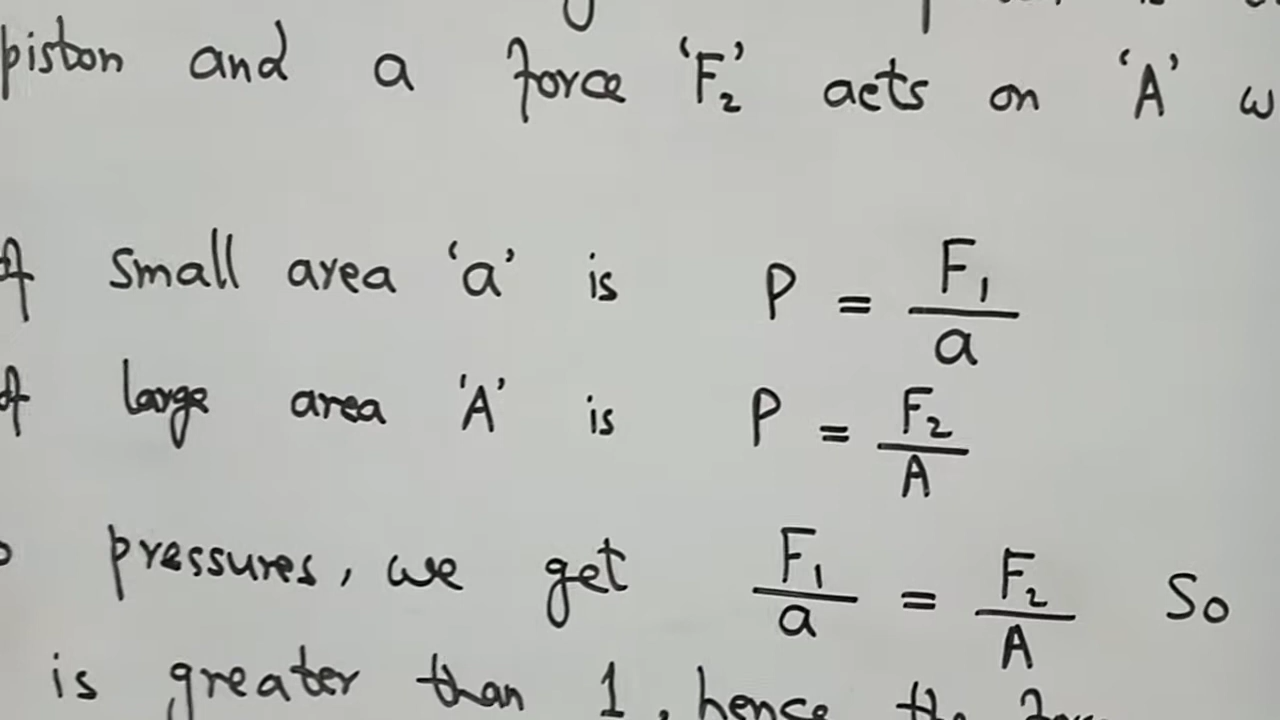 piston and a force 'F₂' acts on 'A' w
of small area 'a' is P = F₁/a
of large area 'A' is P = F₂/A
pressures, we get F₁/a = F₂/A So
is greater than 1, hence the